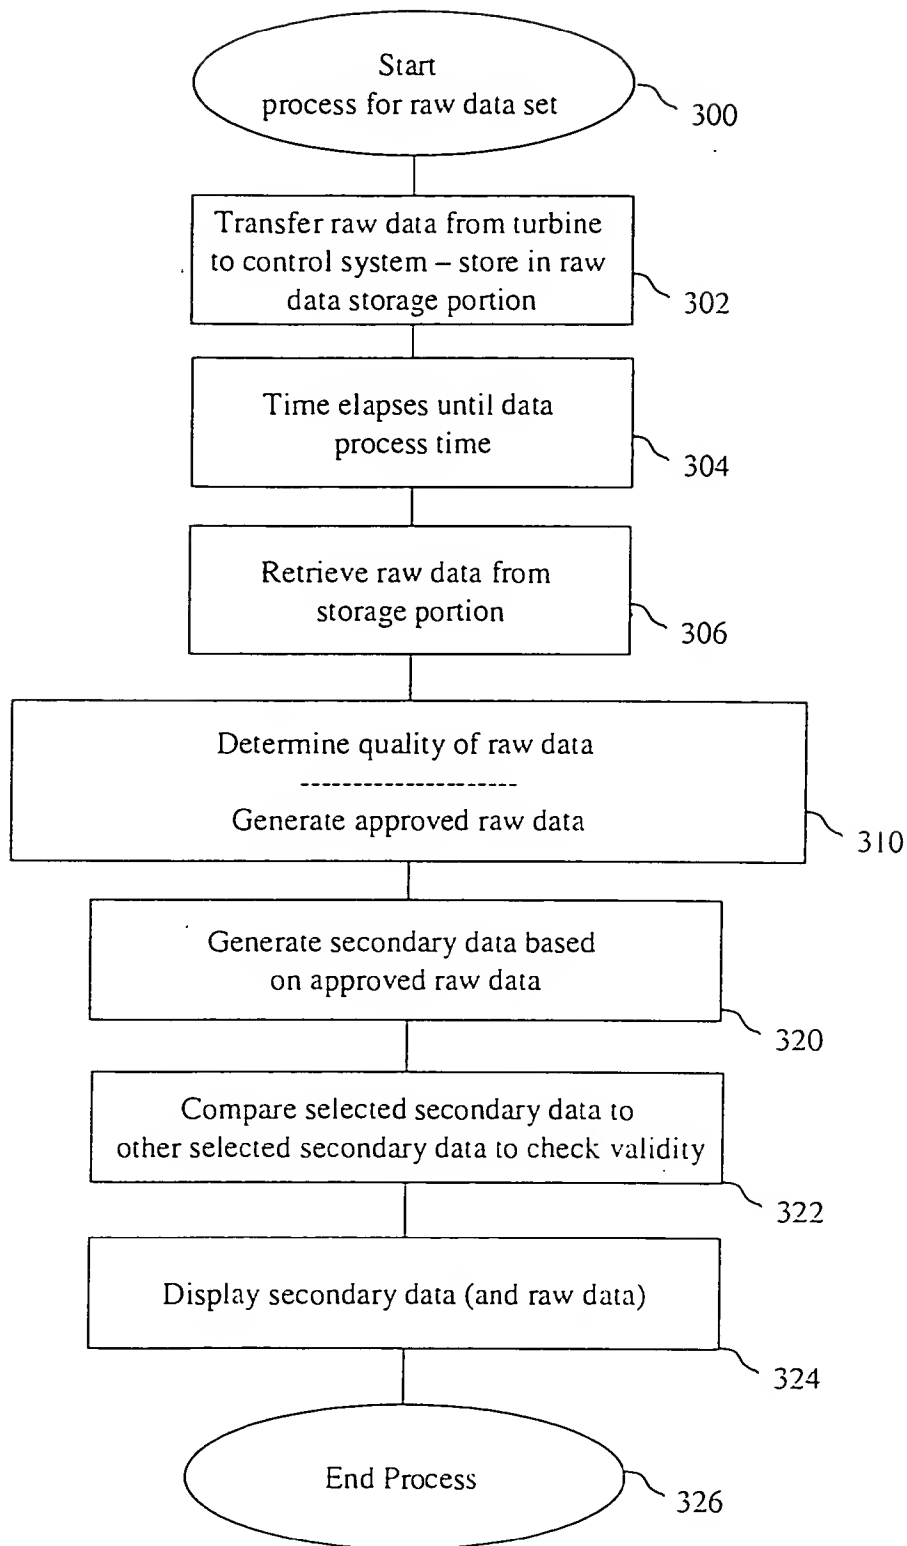 Start
process for raw data set
300
Transfer raw data from turbine
to control system – store in raw
data storage portion
302
Time elapses until data
process time
304
Retrieve raw data from
storage portion
306
Determine quality of raw data
--------------------
Generate approved raw data
310
Generate secondary data based
on approved raw data
320
Compare selected secondary data to
other selected secondary data to check validity
322
Display secondary data (and raw data)
324
End Process
326